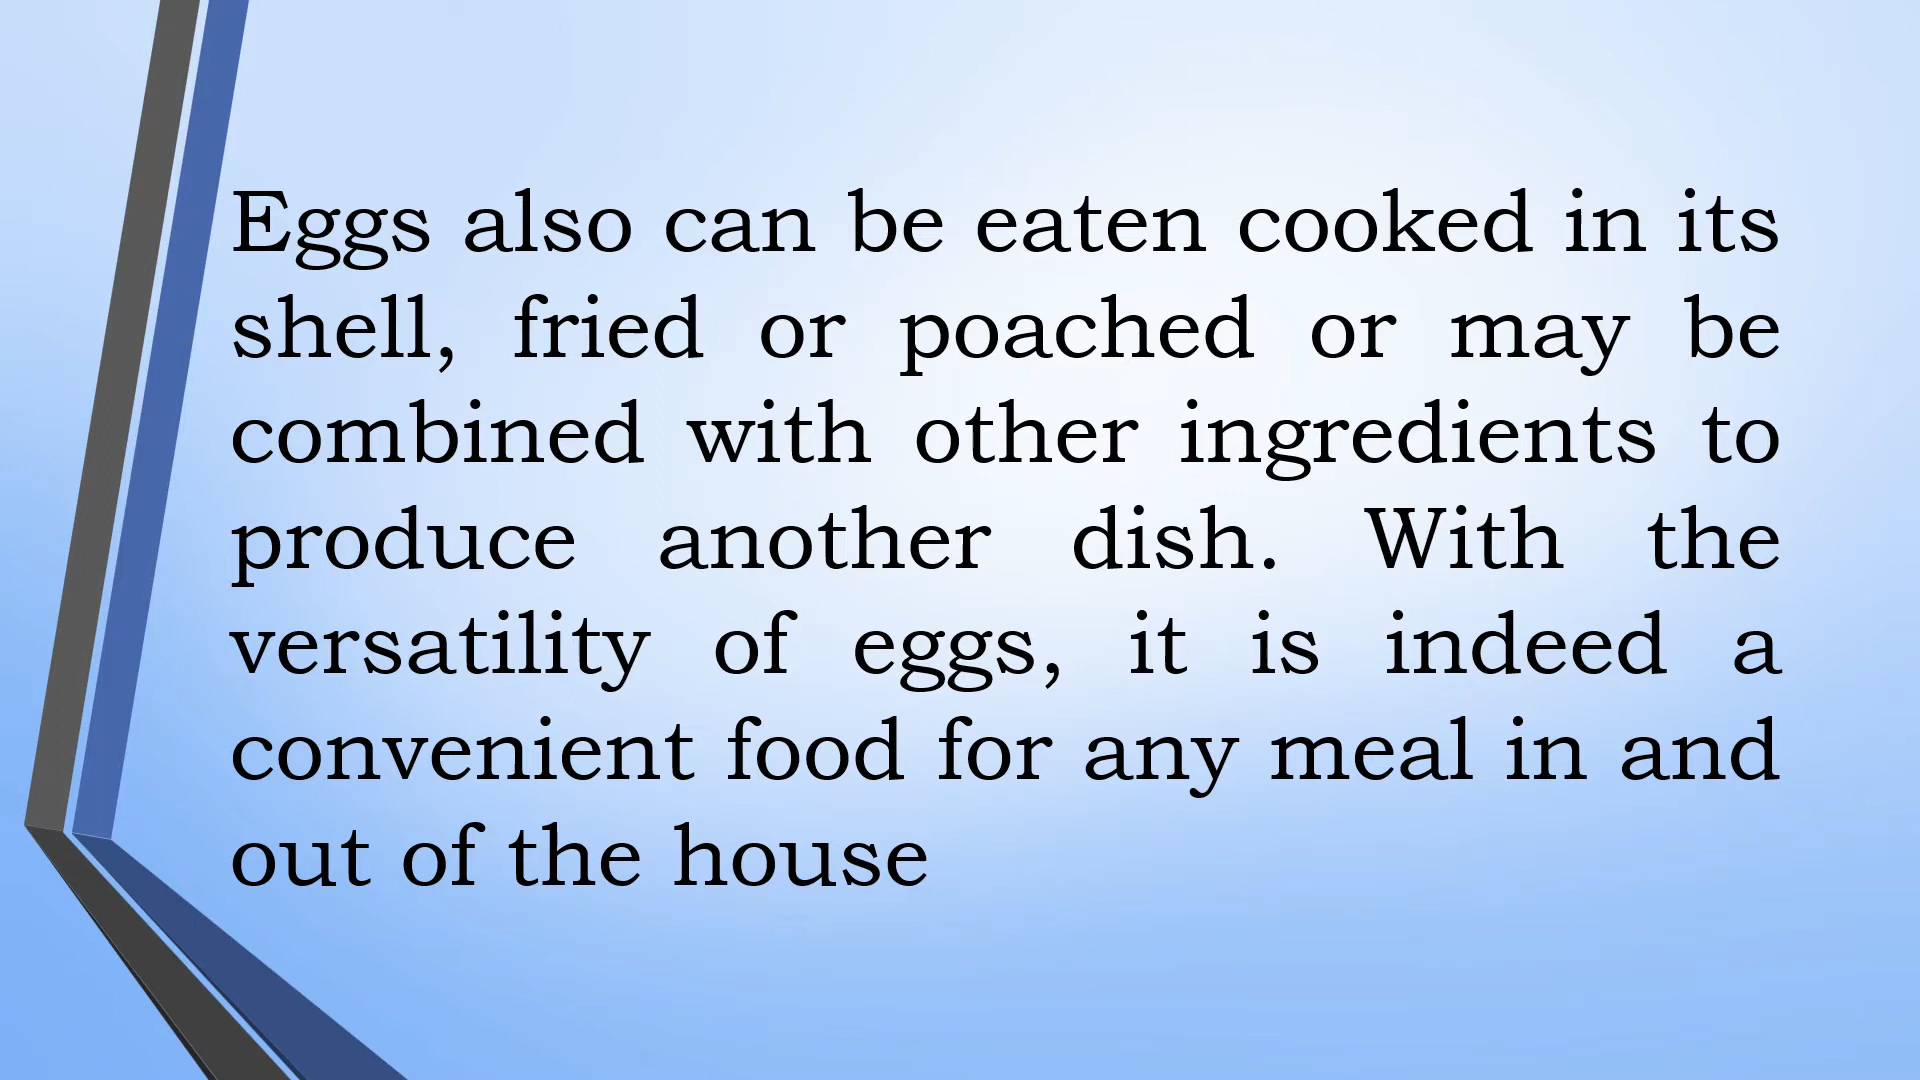 Eggs also can be eaten cooked in its
shell, fried or poached or may be
combined with other ingredients to
produce another dish. With the
versatility of eggs, it is indeed a
convenient food for any meal in and
out of the house